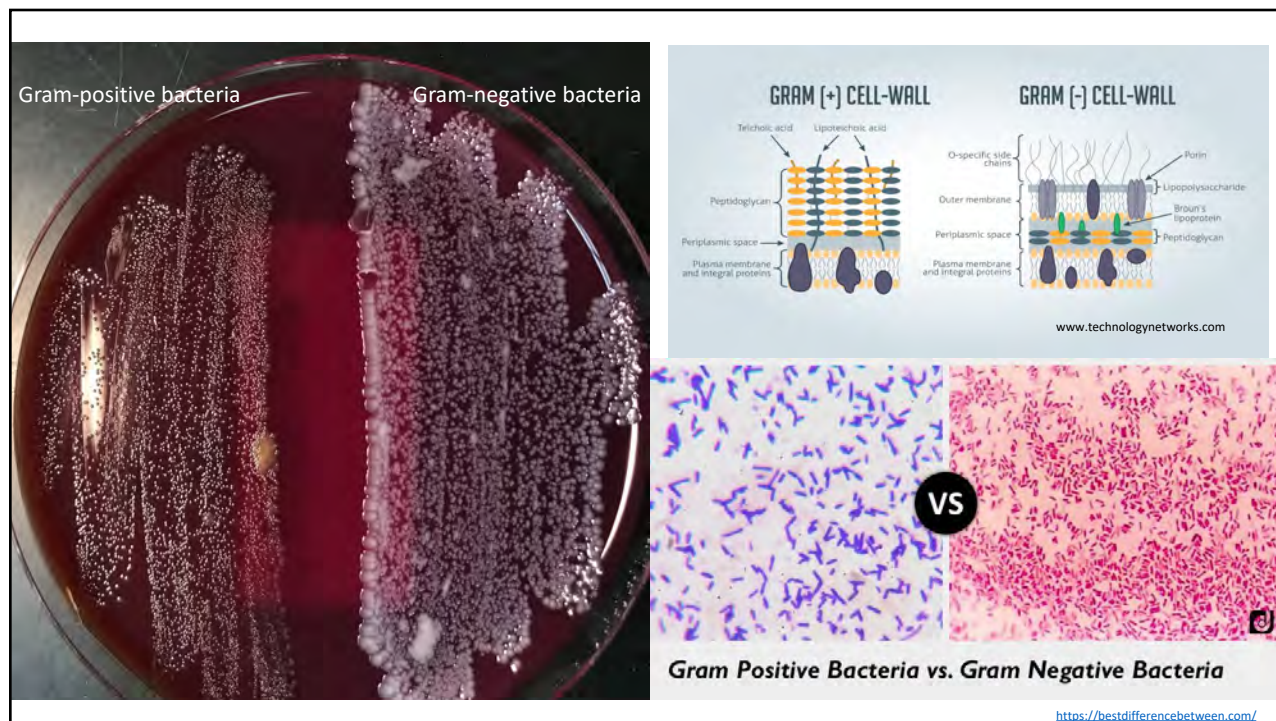 Gram-positive bacteria
Gram-negative bacteria
GRAM (+) CELL-WALL
GRAM (-) CELL-WALL
Teichoic acid
Lipoteichoic acid
Peptidoglycan
Periplasmic space
Plasma membrane
and integral proteins
O-specific side
chains
Porin
Lipopolysaccharide
Outer membrane
Braun's
lipoprotein
Periplasmic space
Peptidoglycan
Plasma membrane
and integral proteins
www.technologynetworks.com
VS
Gram Positive Bacteria vs. Gram Negative Bacteria
https://bestdifferencebetween.com/